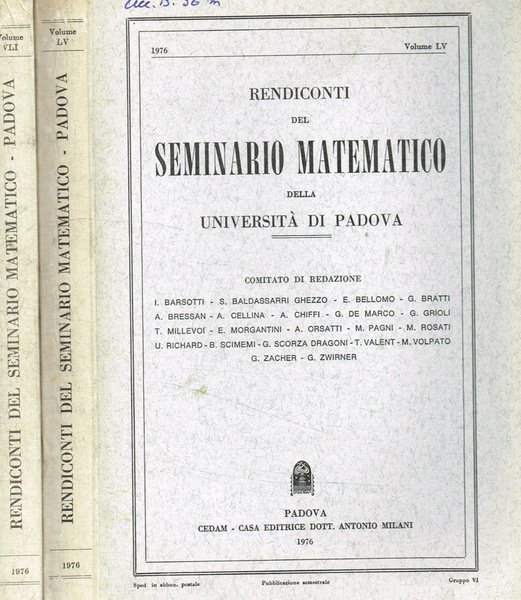 Volume
VLI
RENDICONTI DEL SEMINARIO MATEMATICO - PADOVA
1976
Volume
LV
RENDICONTI DEL SEMINARIO MATEMATICO - PADOVA
1976
1976 Volume LV
RENDICONTI
DEL
SEMINARIO MATEMATICO
DELLA
UNIVERSITÀ DI PADOVA
COMITATO DI REDAZIONE
I. BARSOTTI - S. BALDASSARRI GHEZZO - E. BELLOMO - G. BRATTI
A. BRESSAN - A. CELLINA - A. CHIFFI - G. DE MARCO - G. GRIOLI
T. MILLEVOI - E. MORGANTINI - A. ORSATTI - M. PAGNI - M. ROSATI
U. RICHARD - B. SCIMEMI - G. SCORZA DRAGONI - T. VALENT - M. VOLPATO
G. ZACHER - G. ZWIRNER
PADOVA
CEDAM - CASA EDITRICE DOTT. ANTONIO MILANI
1976
Sped in abbon. postale Pubblicazione semestrale Gruppo VI